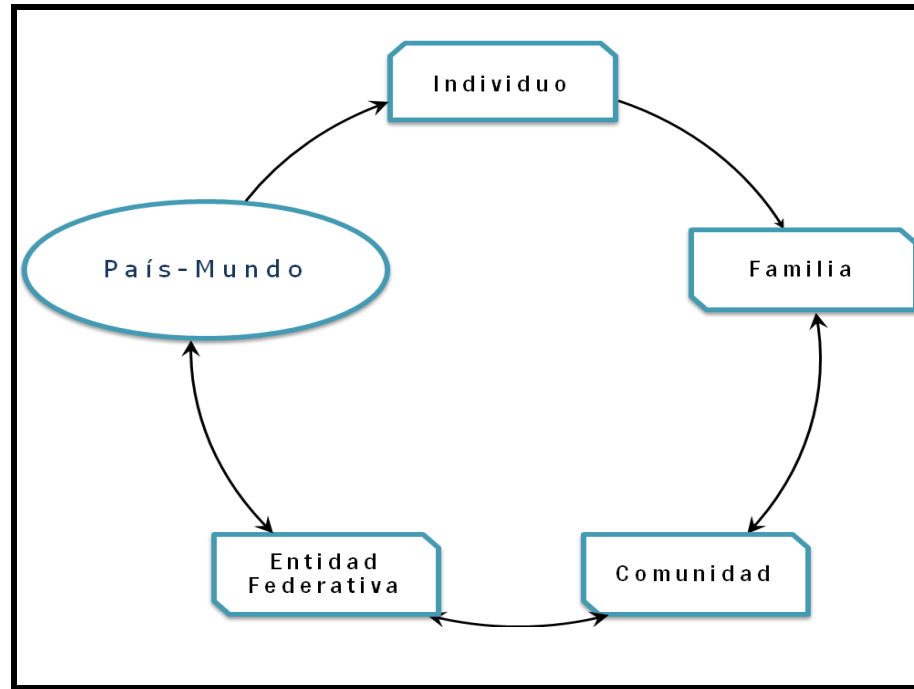 Individuo
País-Mundo
Familia
Entidad
Federativa
Comunidad